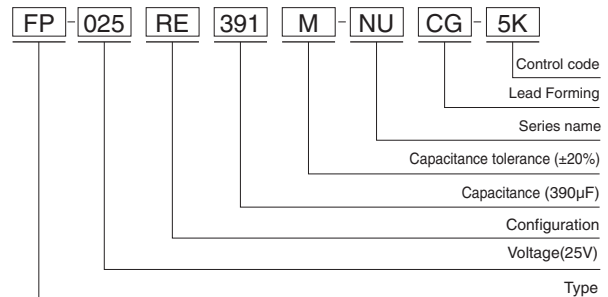 FP-025 RE 391 M-NU CG-5K
Control code
Lead Forming
Series name
Capacitance tolerance (±20%)
Capacitance (390µF)
Configuration
Voltage(25V)
Type